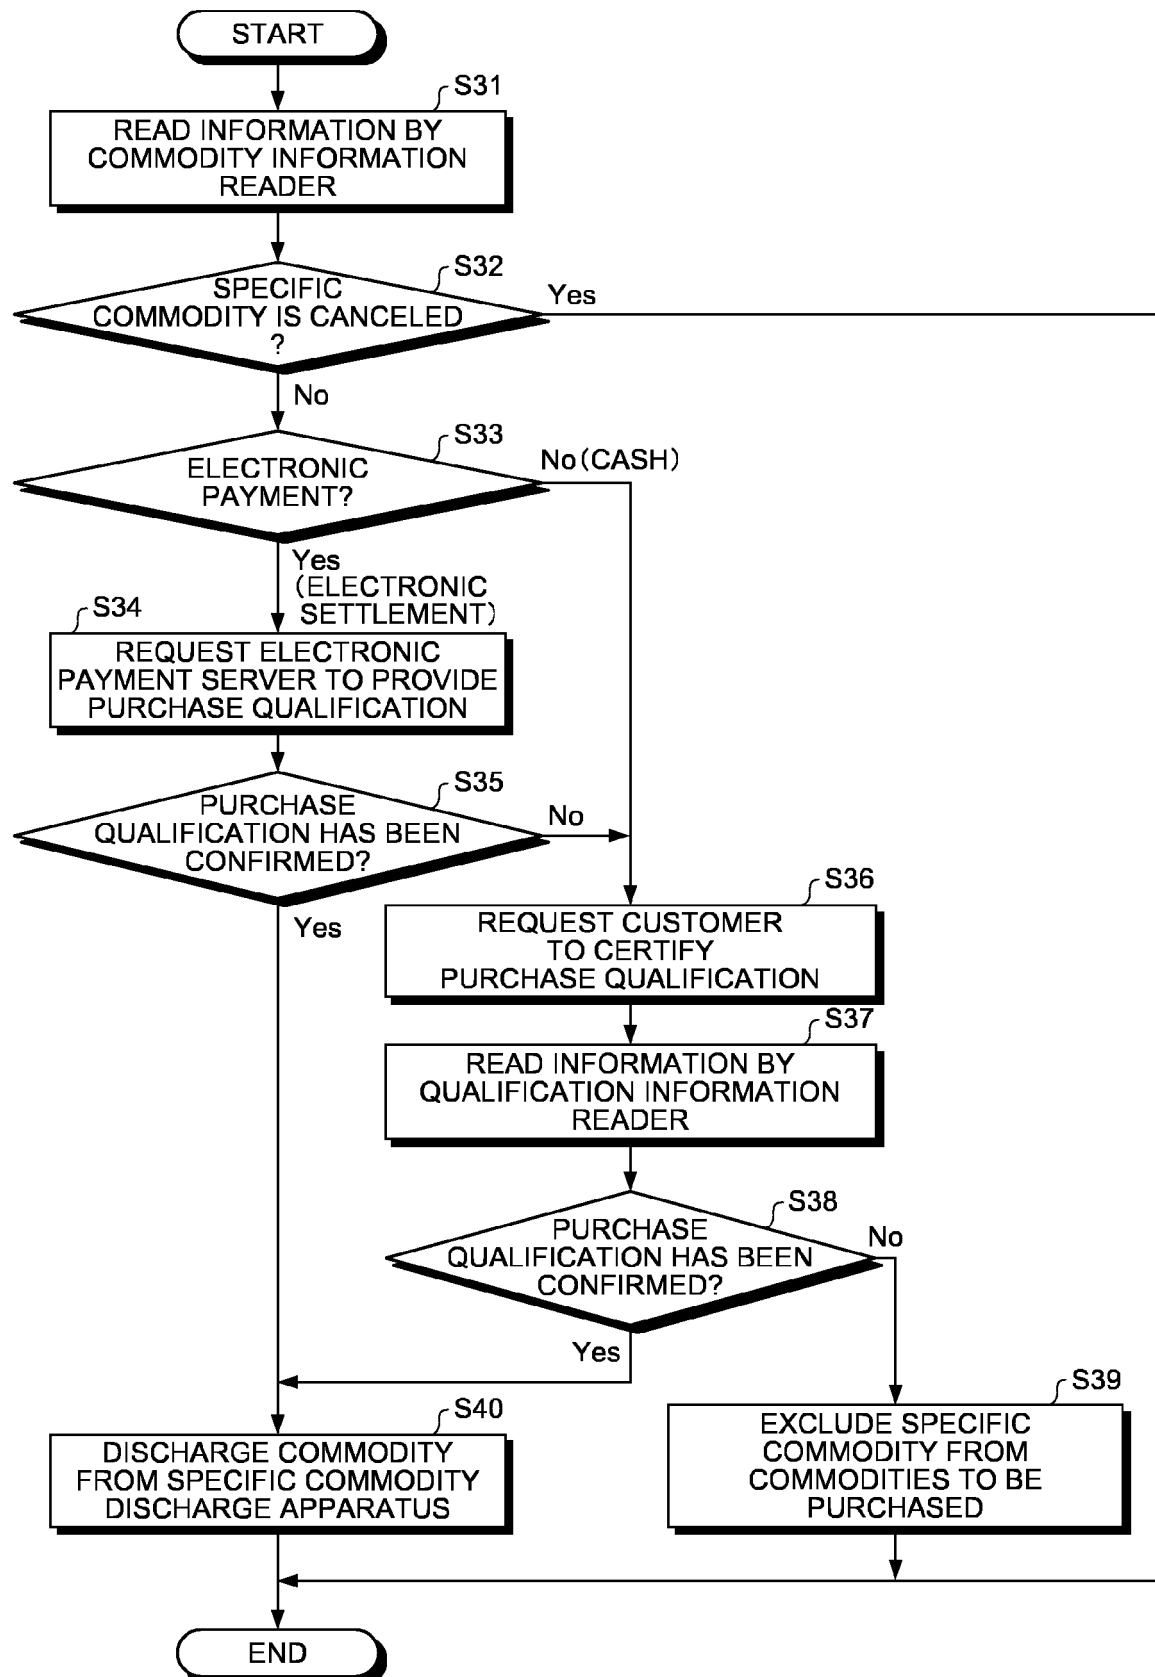 START
S31
READ INFORMATION BY
COMMODITY INFORMATION
READER
S32
SPECIFIC
COMMODITY IS CANCELED
?
Yes
No
S33
ELECTRONIC
PAYMENT?
No(CASH)
Yes
(ELECTRONIC
SETTLEMENT)
S34
REQUEST ELECTRONIC
PAYMENT SERVER TO PROVIDE
PURCHASE QUALIFICATION
S35
PURCHASE
QUALIFICATION HAS BEEN
CONFIRMED?
No
Yes
S36
REQUEST CUSTOMER
TO CERTIFY
PURCHASE QUALIFICATION
S37
READ INFORMATION BY
QUALIFICATION INFORMATION
READER
S38
PURCHASE
QUALIFICATION HAS BEEN
CONFIRMED?
No
Yes
S39
EXCLUDE SPECIFIC
COMMODITY FROM
COMMODITIES TO BE
PURCHASED
S40
DISCHARGE COMMODITY
FROM SPECIFIC COMMODITY
DISCHARGE APPARATUS
END